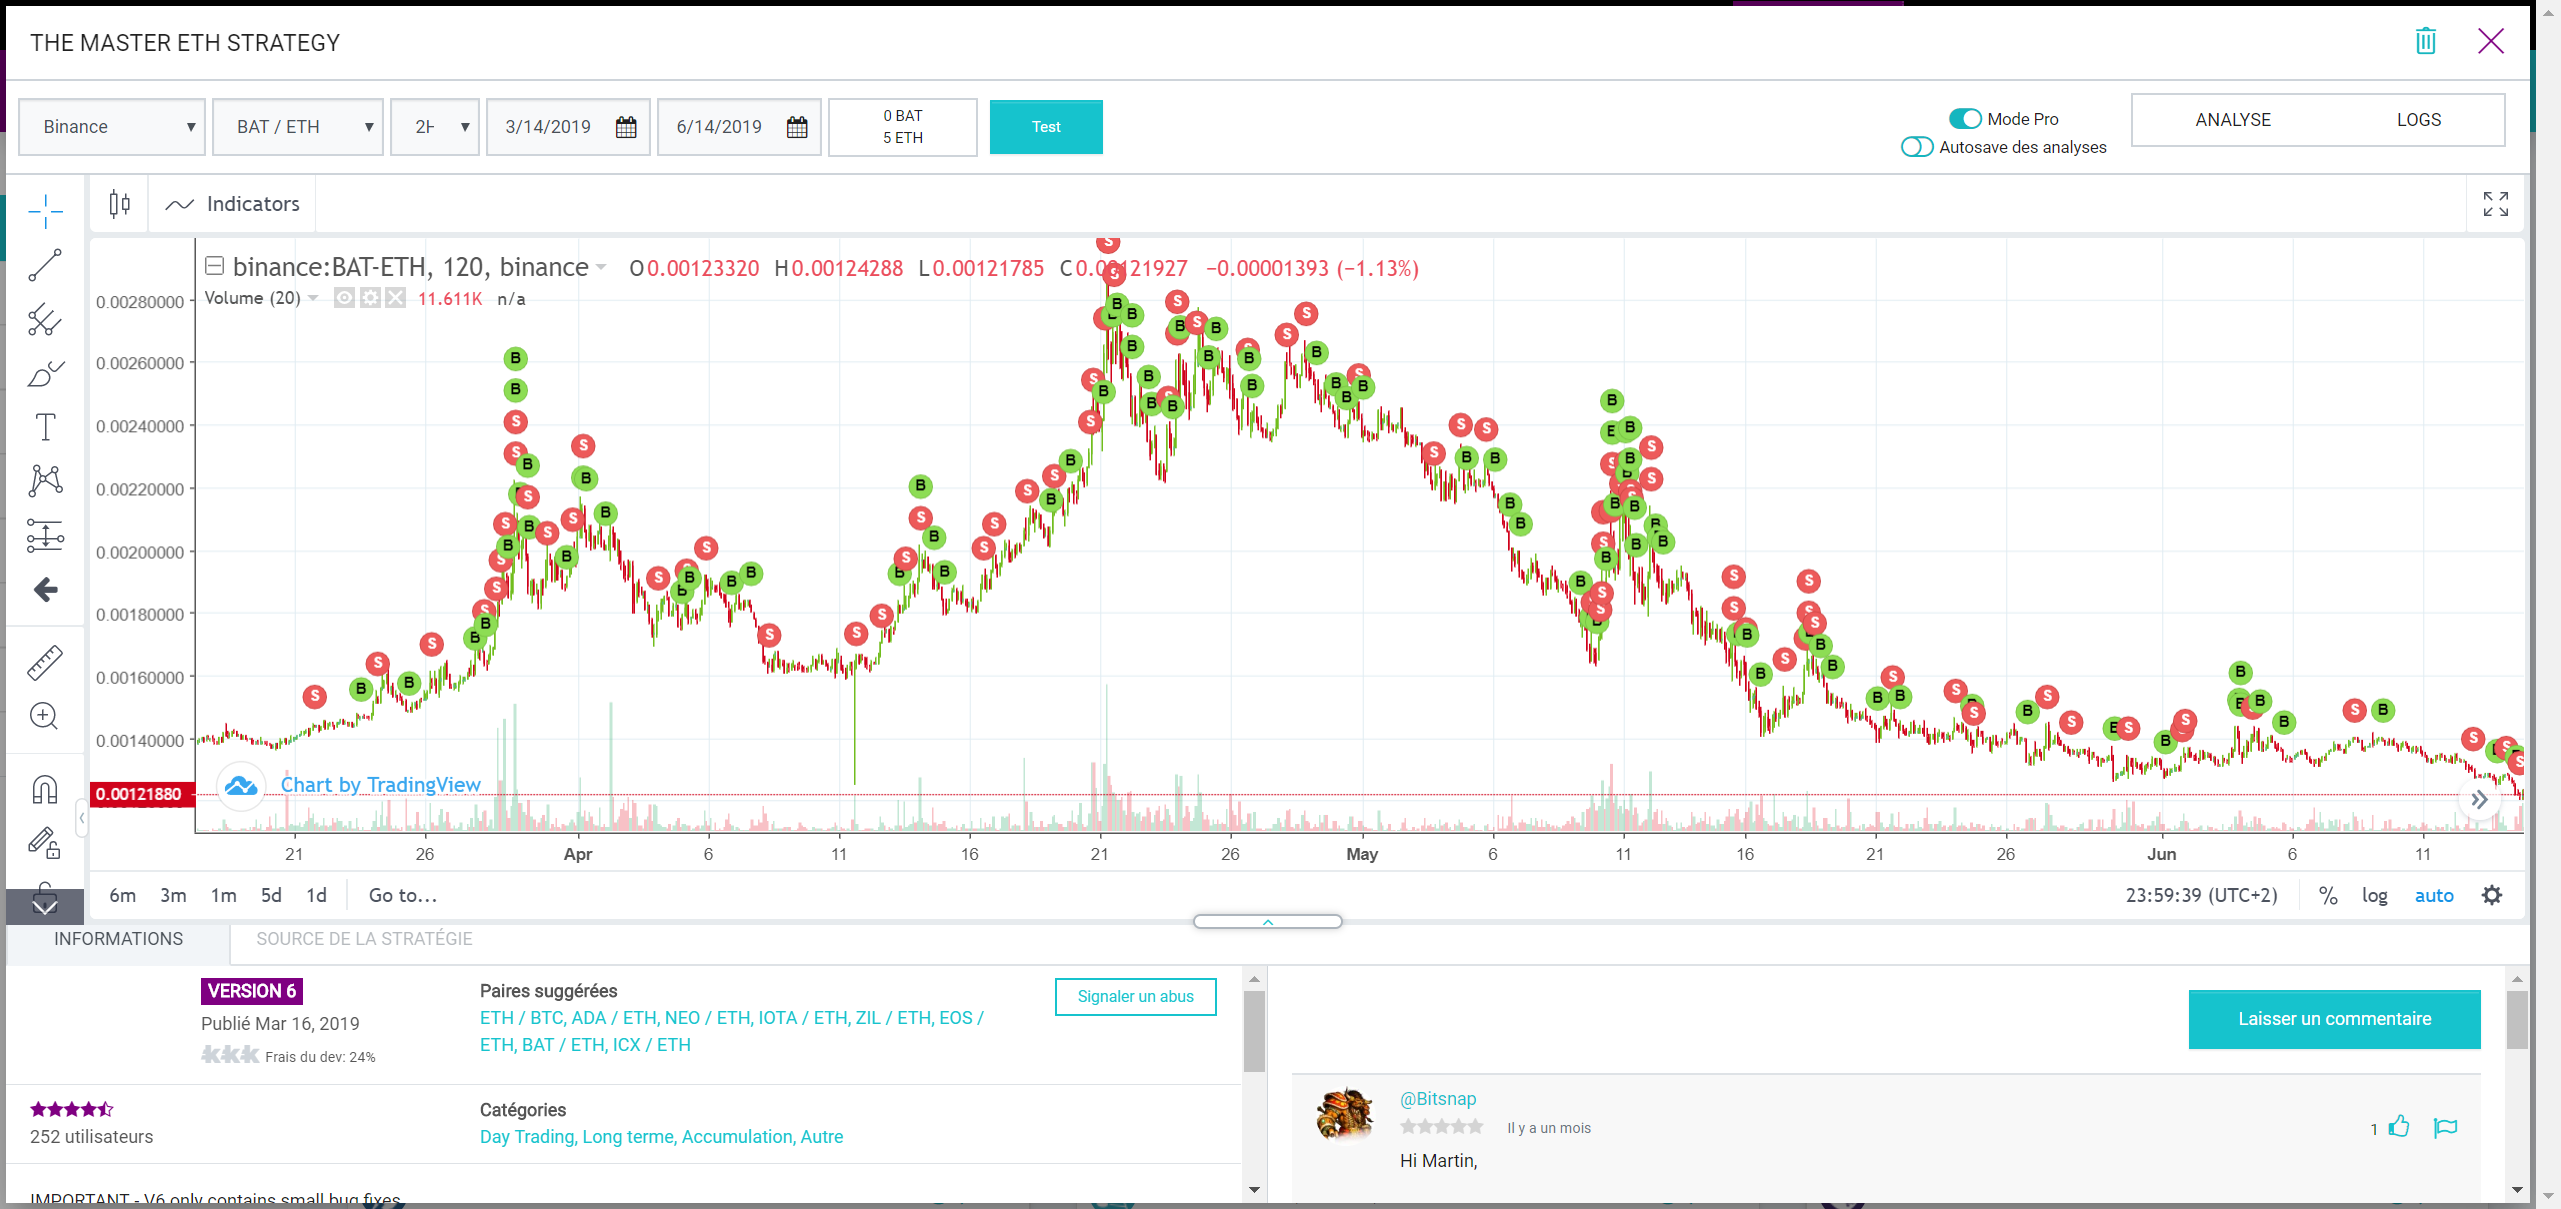 THE MASTER ETH STRATEGY
Binance
BAT / ETH
3/14/2019
6/14/2019
0 BAT
5 ETH
Test
Mode Pro
Autosave des analyses
ANALYSE
LOGS
Indicators
binance:BAT-ETH, 120, binance
H0.00124288 L0.00121785
O0.00123320
−0.00001393 (−1.13%)
Volume (20)
11.611K n/a
0.00280000
0.00260000
0.00240000
0.00220000
0.00200000
0.00180000
0.00160000
0.00140000
0.00121880
Chart by TradingView
21 26 Apr 6 11 16 21 26 May 6 11 16 21 26 Jun 6 11
6m 3m 1m 5d 1d Go to...
23:59:39 (UTC+2) % log auto
INFORMATIONS
SOURCE DE LA STRATÉGIE
VERSION 6
Publié Mar 16, 2019
Frais du dev: 24%
Paires suggérées
ETH / BTC, ADA / ETH, NEO / ETH, IOTA / ETH, ZIL / ETH, EOS /
ETH, BAT / ETH, ICX / ETH
Signaler un abus
252 utilisateurs
Catégories
Day Trading, Long terme, Accumulation, Autre
IMPORTANT - V6 only contains small bug fixes
Laisser un commentaire
@Bitsnap
Il y a un mois
1
Hi Martin,